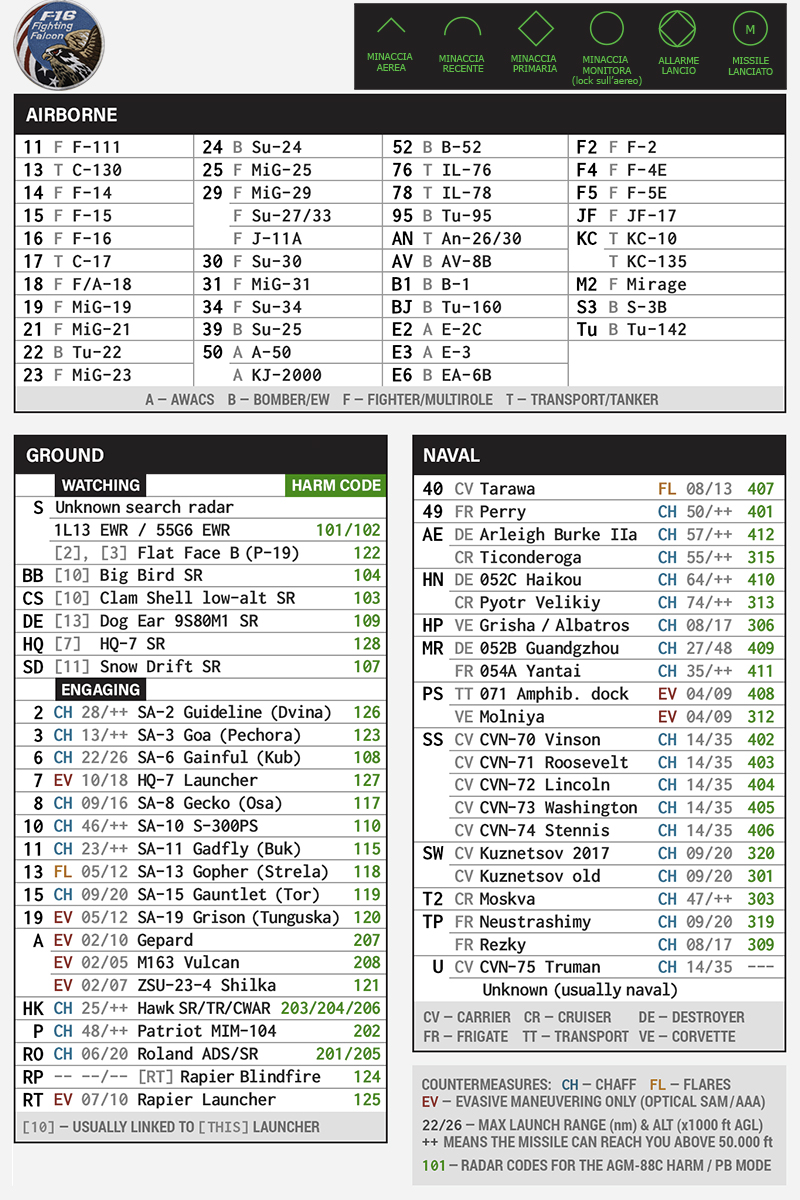 F16
Fighting
Falcon
MINACCIA AEREA
MINACCIA RECENTE
MINACCIA PRIMARIA
MINACCIA MONITORA (lock sull'aereo)
ALLARME LANCIO
M
MISSILE LANCIATO
AIRBORNE
11 F F-111
13 T C-130
14 F F-14
15 F F-15
16 F F-16
17 T C-17
18 F F/A-18
19 F MiG-19
21 F MiG-21
22 B Tu-22
23 F MiG-23
24 B Su-24
25 F MiG-25
29 F MiG-29
F Su-27/33
F J-11A
30 F Su-30
31 F MiG-31
34 F Su-34
39 B Su-25
50 A A-50
A KJ-2000
52 B B-52
76 T IL-76
78 T IL-78
95 B Tu-95
AN T An-26/30
AV B AV-8B
B1 B B-1
BJ B Tu-160
E2 A E-2C
E3 A E-3
E6 B EA-6B
F2 F F-2
F4 F F-4E
F5 F F-5E
JF F JF-17
KC T KC-10
T KC-135
M2 F Mirage
S3 B S-3B
Tu B Tu-142
A – AWACS B – BOMBER/EW F – FIGHTER/MULTIROLE T – TRANSPORT/TANKER
GROUND
WATCHING HARM CODE
S Unknown search radar
1L13 EWR / 55G6 EWR 101/102
[2], [3] Flat Face B (P-19) 122
BB [10] Big Bird SR 104
CS [10] Clam Shell low-alt SR 103
DE [13] Dog Ear 9S80M1 SR 109
HQ [7] HQ-7 SR 128
SD [11] Snow Drift SR 107
ENGAGING
2 CH 28/++ SA-2 Guideline (Dvina) 126
3 CH 13/++ SA-3 Goa (Pechora) 123
6 CH 22/26 SA-6 Gainful (Kub) 108
7 EV 10/18 HQ-7 Launcher 127
8 CH 09/16 SA-8 Gecko (Osa) 117
10 CH 46/++ SA-10 S-300PS 110
11 CH 23/++ SA-11 Gadfly (Buk) 115
13 FL 05/12 SA-13 Gopher (Strela) 118
15 CH 09/20 SA-15 Gauntlet (Tor) 119
19 EV 05/12 SA-19 Grison (Tunguska) 120
A EV 02/10 Gepard 207
EV 02/05 M163 Vulcan 208
EV 02/07 ZSU-23-4 Shilka 121
HK CH 25/++ Hawk SR/TR/CWAR 203/204/206
P CH 48/++ Patriot MIM-104 202
RO CH 06/20 Roland ADS/SR 201/205
RP -- --/-- [RT] Rapier Blindfire 124
RT EV 07/10 Rapier Launcher 125
[10] – USUALLY LINKED TO [THIS] LAUNCHER
NAVAL
40 CV Tarawa FL 08/13 407
49 FR Perry CH 50/++ 401
AE DE Arleigh Burke IIa CH 57/++ 412
CR Ticonderoga CH 55/++ 315
HN DE 052C Haikou CH 64/++ 410
CR Pyotr Velikiy CH 74/++ 313
HP VE Grisha / Albatros CH 08/17 306
MR DE 052B Guandgzhou CH 27/48 409
FR 054A Yantai CH 35/++ 411
PS TT 071 Amphib. dock EV 04/09 408
VE Molniya EV 04/09 312
SS CV CVN-70 Vinson CH 14/35 402
CV CVN-71 Roosevelt CH 14/35 403
CV CVN-72 Lincoln CH 14/35 404
CV CVN-73 Washington CH 14/35 405
CV CVN-74 Stennis CH 14/35 406
SW CV Kuznetsov 2017 CH 09/20 320
CV Kuznetsov old CH 09/20 301
T2 CR Moskva CH 47/++ 303
TP FR Neustrashimy CH 09/20 319
FR Rezky CH 08/17 309
U CV CVN-75 Truman CH 14/35 ---
Unknown (usually naval)
CV – CARRIER CR – CRUISER DE – DESTROYER
FR – FRIGATE TT – TRANSPORT VE – CORVETTE
COUNTERMEASURES: CH – CHAFF FL – FLARES
EV – EVASIVE MANEUVERING ONLY (OPTICAL SAM/AAA)
22/26 – MAX LAUNCH RANGE (nm) & ALT (x1000 ft AGL)
++ MEANS THE MISSILE CAN REACH YOU ABOVE 50.000 ft
101 – RADAR CODES FOR THE AGM-88C HARM / PB MODE